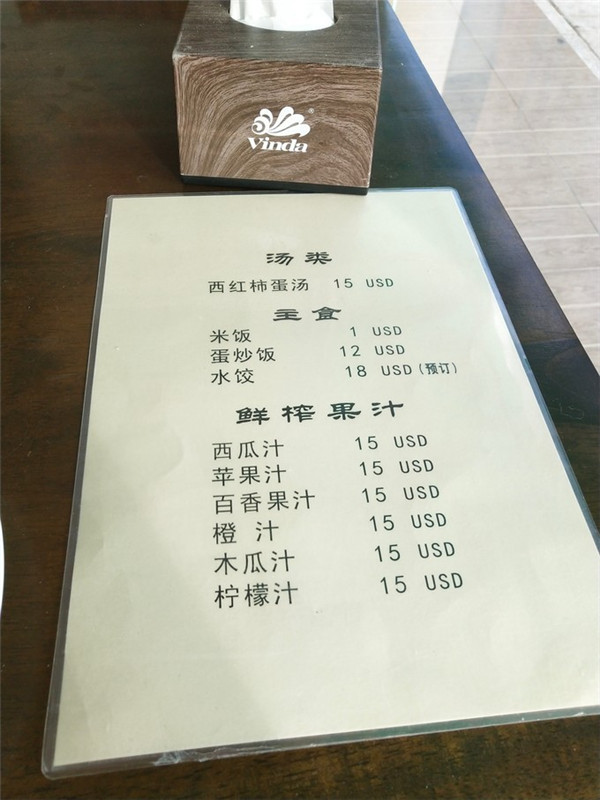 Vinda
汤类
西红柿蛋汤 15 USD
主盒
米饭 1 USD
蛋炒饭 12 USD
水饺 18 USD(预订)
鲜榨果汁
西瓜汁 15 USD
苹果汁 15 USD
百香果汁 15 USD
橙 汁 15 USD
木瓜汁 15 USD
柠檬汁 15 USD